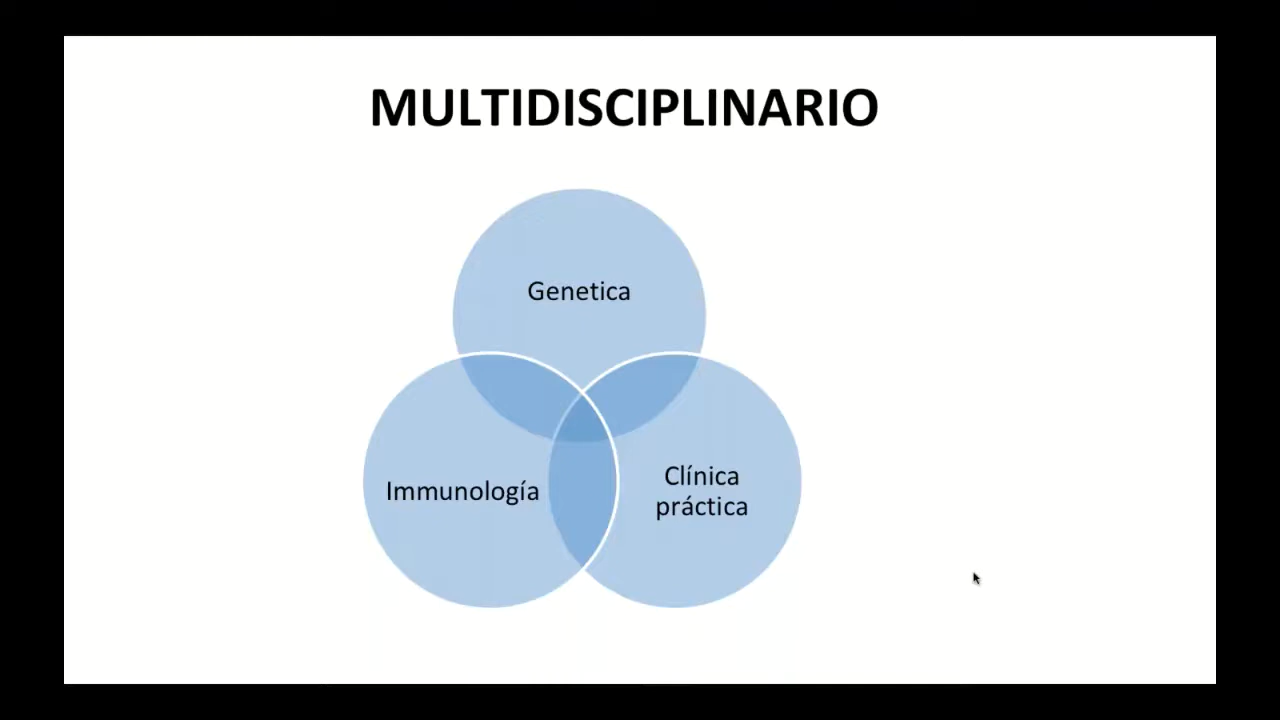 MULTIDISCIPLINARIO
Genetica
Immunología
Clínica
práctica